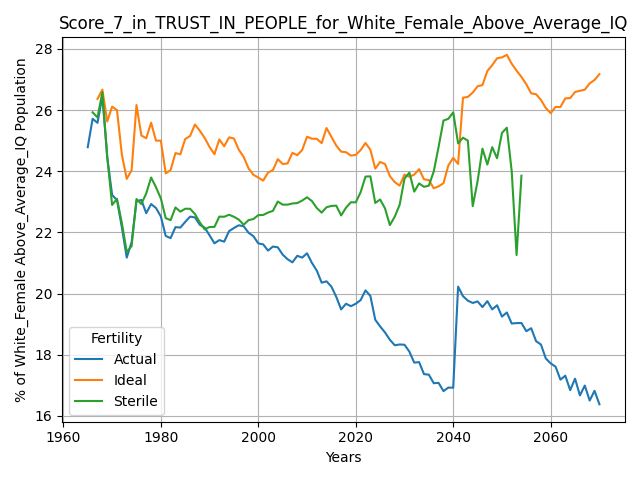 Score_7_in_TRUST_IN_PEOPLE_for_White_Female_Above_Average_IQ
% of White_Female Above_Average_IQ Population
28
26
24
22
20
18
16
Fertility
Actual
Ideal
Sterile
1960 1980 2000 2020 2040 2060
Years